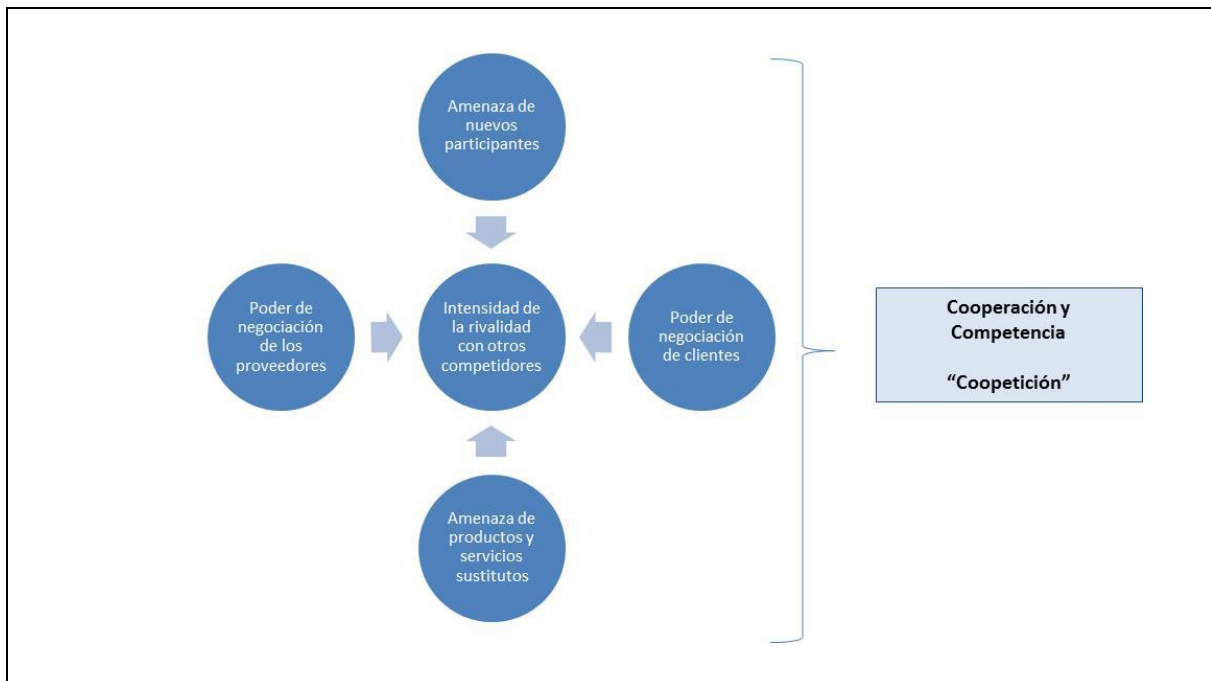 Amenaza de
nuevos
participantes
Poder de
negociación
de los
proveedores
Intensidad de
la rivalidad
con otros
competidores
Poder de
negociación
de clientes
Amenaza de
productos y
servicios
sustitutos
Cooperación y
Competencia
“Coopetición”